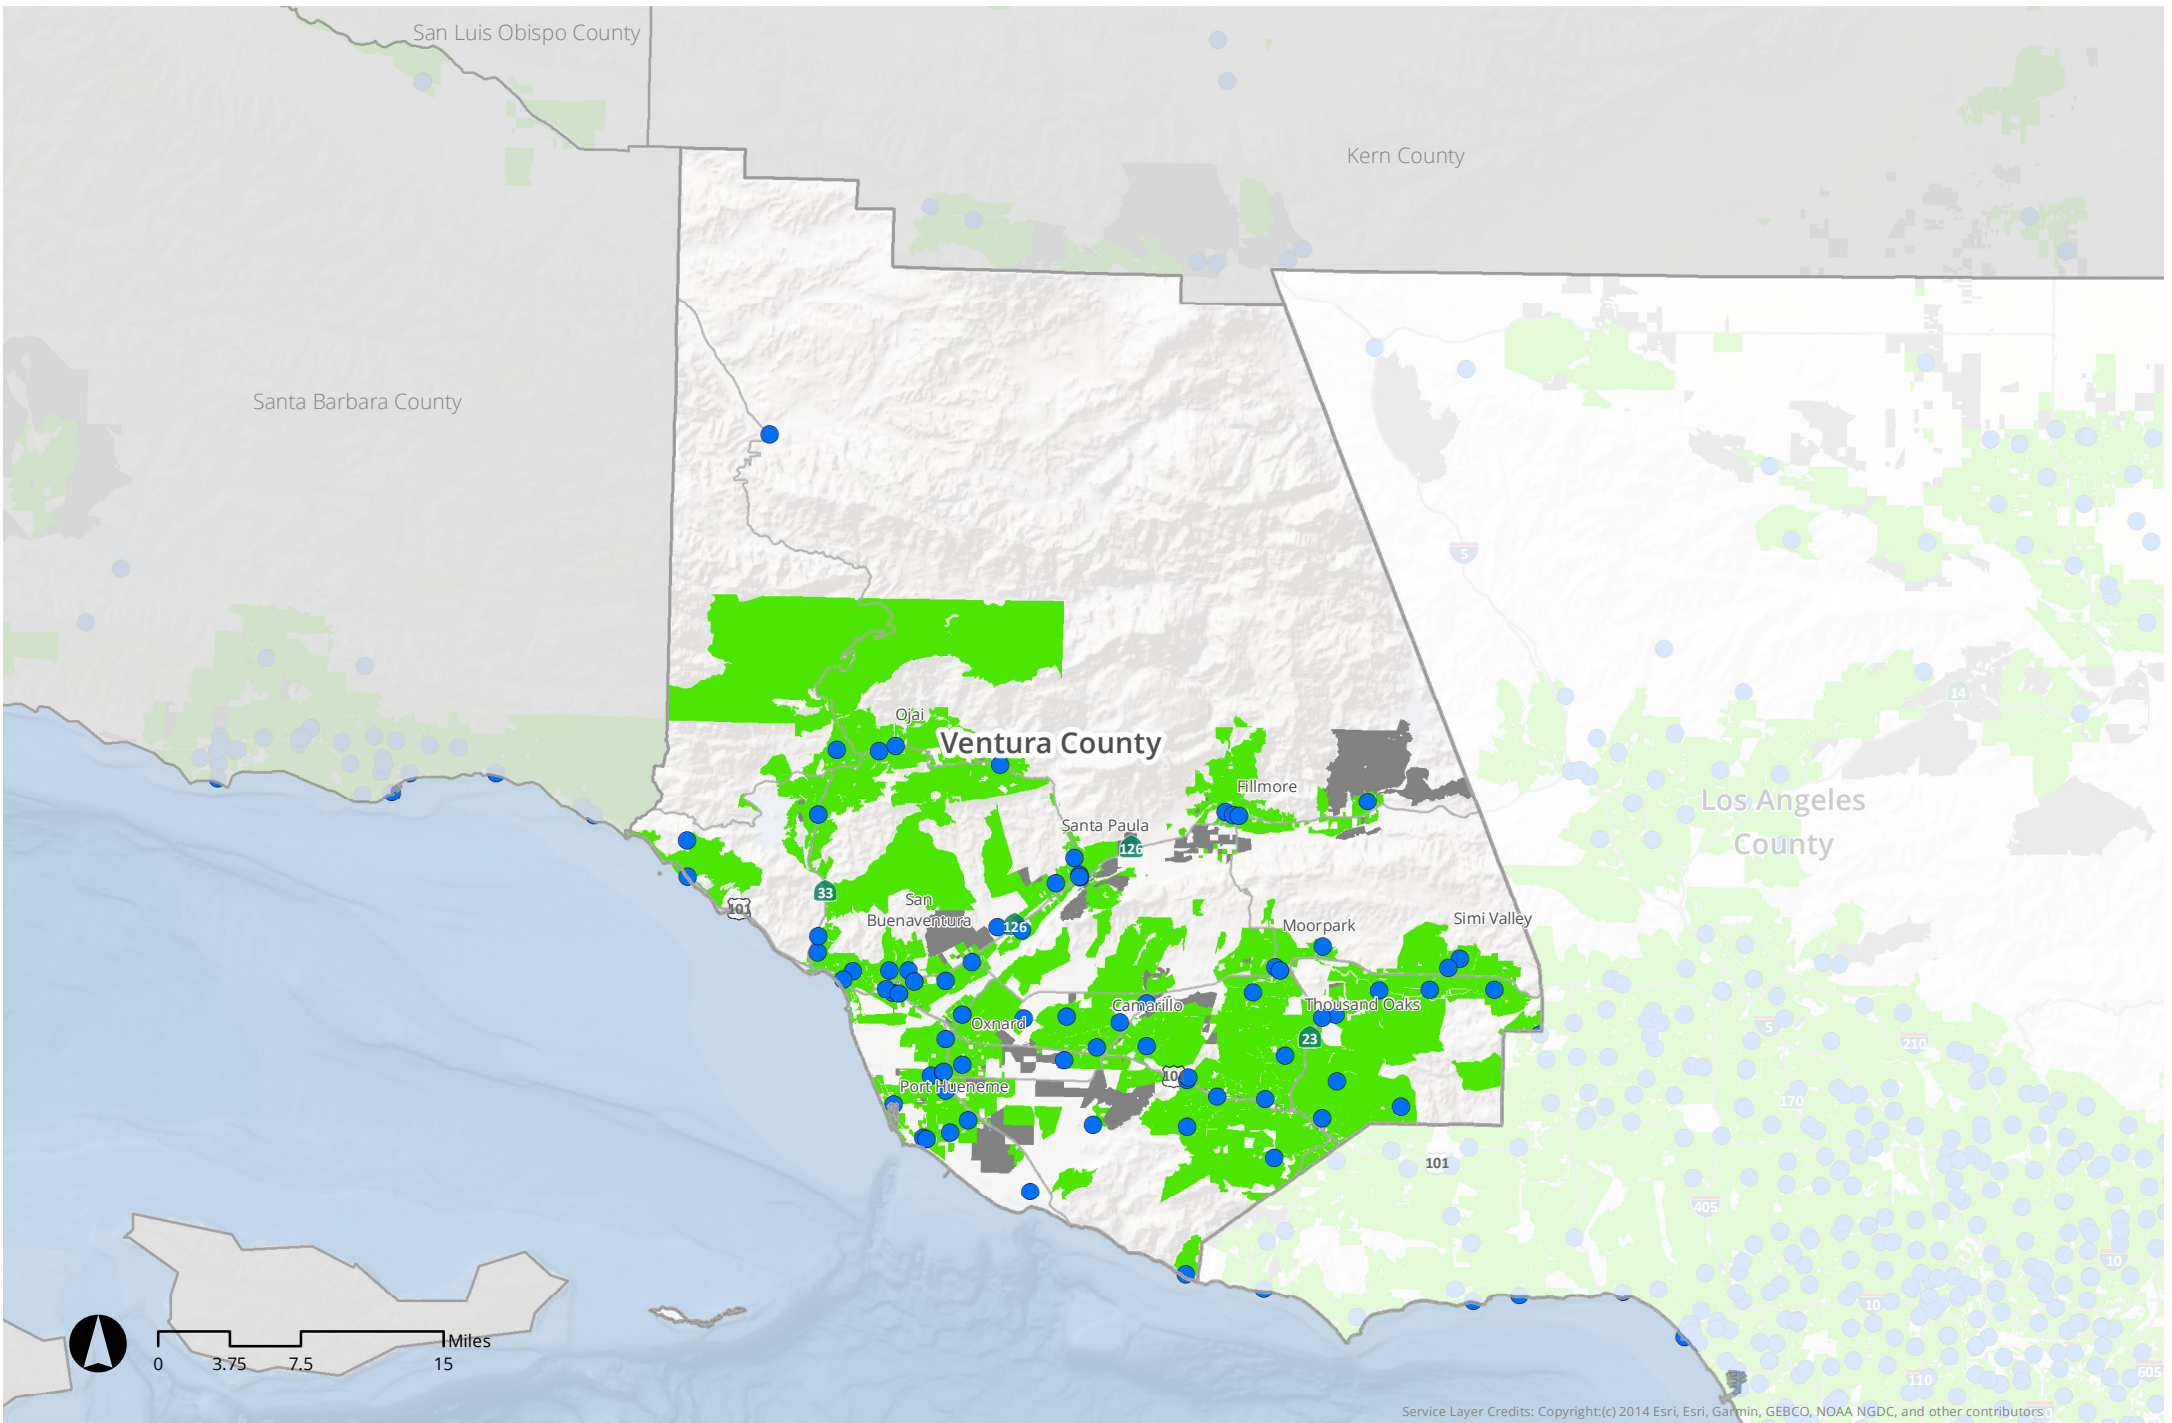 San Luis Obispo County
Kern County
Santa Barbara County
5
14
Ojai
Ventura County
Fillmore
Los Angeles
County
Santa Paula
126
33
San
Buenaventura
101
126
Moorpark
Simi Valley
Camarillo
Thousand Oaks
Oxnard
23
5
210
101
Port Hueneme
170
101
405
10
10
110
605
Miles
0
3.75
7.5
15
Service Layer Credits: Copyright:(c) 2014 Esri, Esri, Garmin, GEBCO, NOAA NGDC, and other contributors